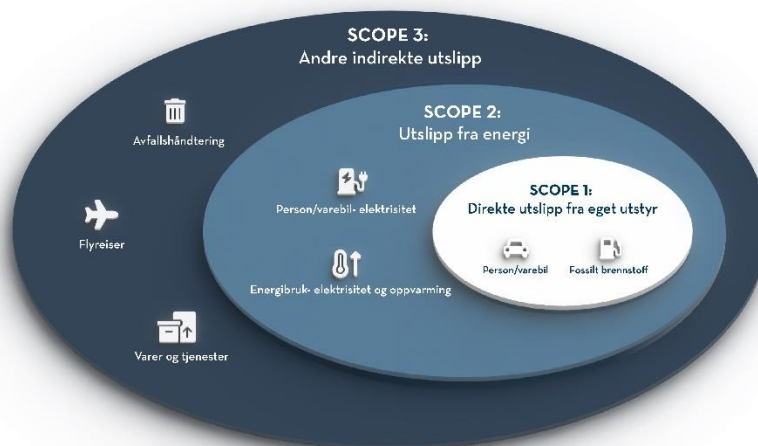 SCOPE 3:
Andre indirekte utslipp
Avfallshåndtering
Flyreiser
Varer og tjenester
SCOPE 2:
Utslipp fra energi
Person/varebil- elektrisitet
Energibruk- elektrisitet og oppvarming
SCOPE 1:
Direkte utslipp fra eget utstyr
Person/varebil
Fossilt brennstoff